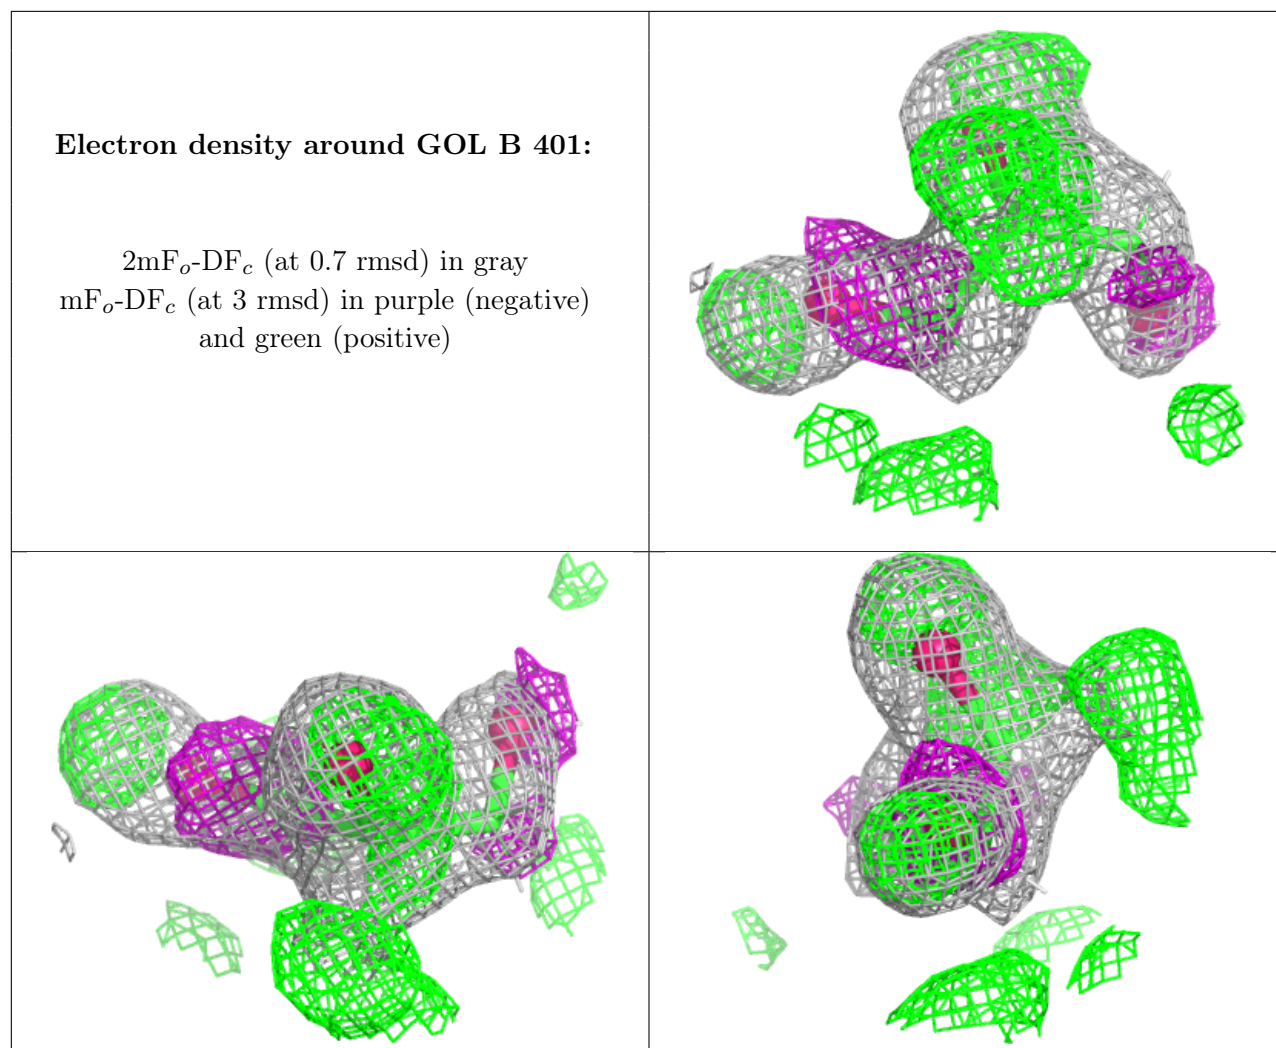 Electron density around GOL B 401:
2mFo-DFc (at 0.7 rmsd) in gray
mFo-DFc (at 3 rmsd) in purple (negative)
and green (positive)